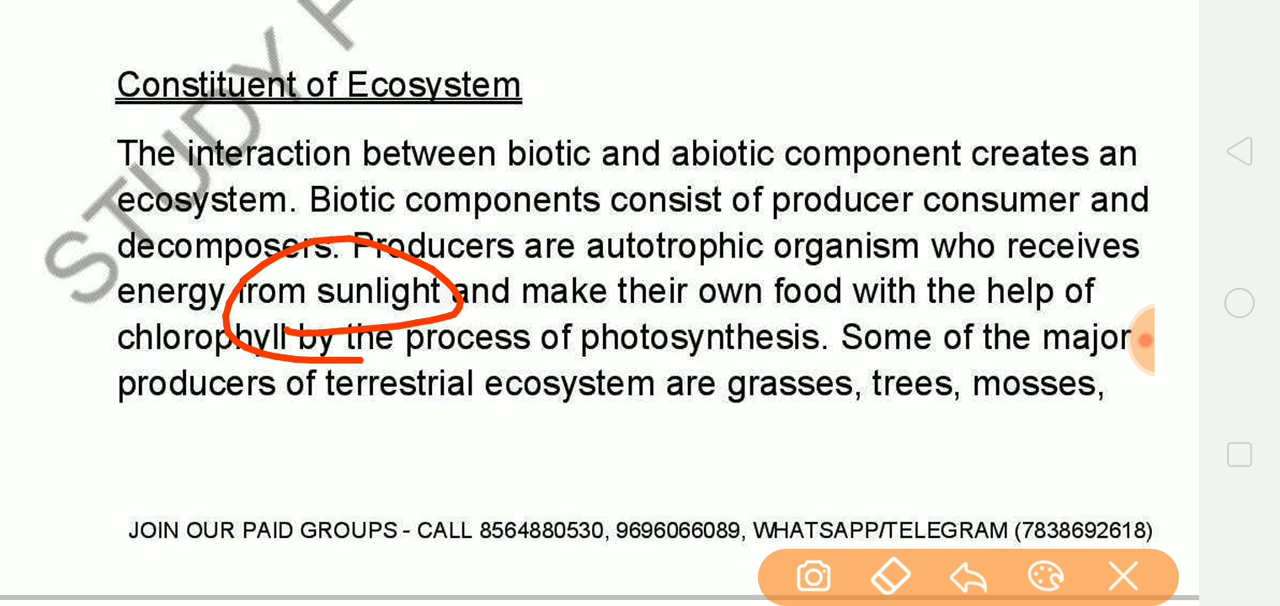 Constituent of Ecosystem
The interaction between biotic and abiotic component creates an
ecosystem. Biotic components consist of producer consumer and
decomposers. Producers are autotrophic organism who receives
energy from sunlight and make their own food with the help of
chlorophyll by the process of photosynthesis. Some of the major
producers of terrestrial ecosystem are grasses, trees, mosses,
JOIN OUR PAID GROUPS - CALL 8564880530, 9696066089, WHATSAPP/TELEGRAM (7838692618)
STUDY